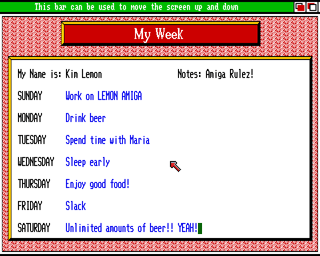 This bar can be used to move the screen up and down
My Week
My Name is: Kim Lemon Notes: Amiga Rulez!
SUNDAY Work on LEMON AMIGA
MONDAY Drink beer
TUESDAY Spend time with Maria
WEDNESDAY Sleep early
THURSDAY Enjoy good food!
FRIDAY Slack
SATURDAY Unlimited amounts of beer!! YEAH!